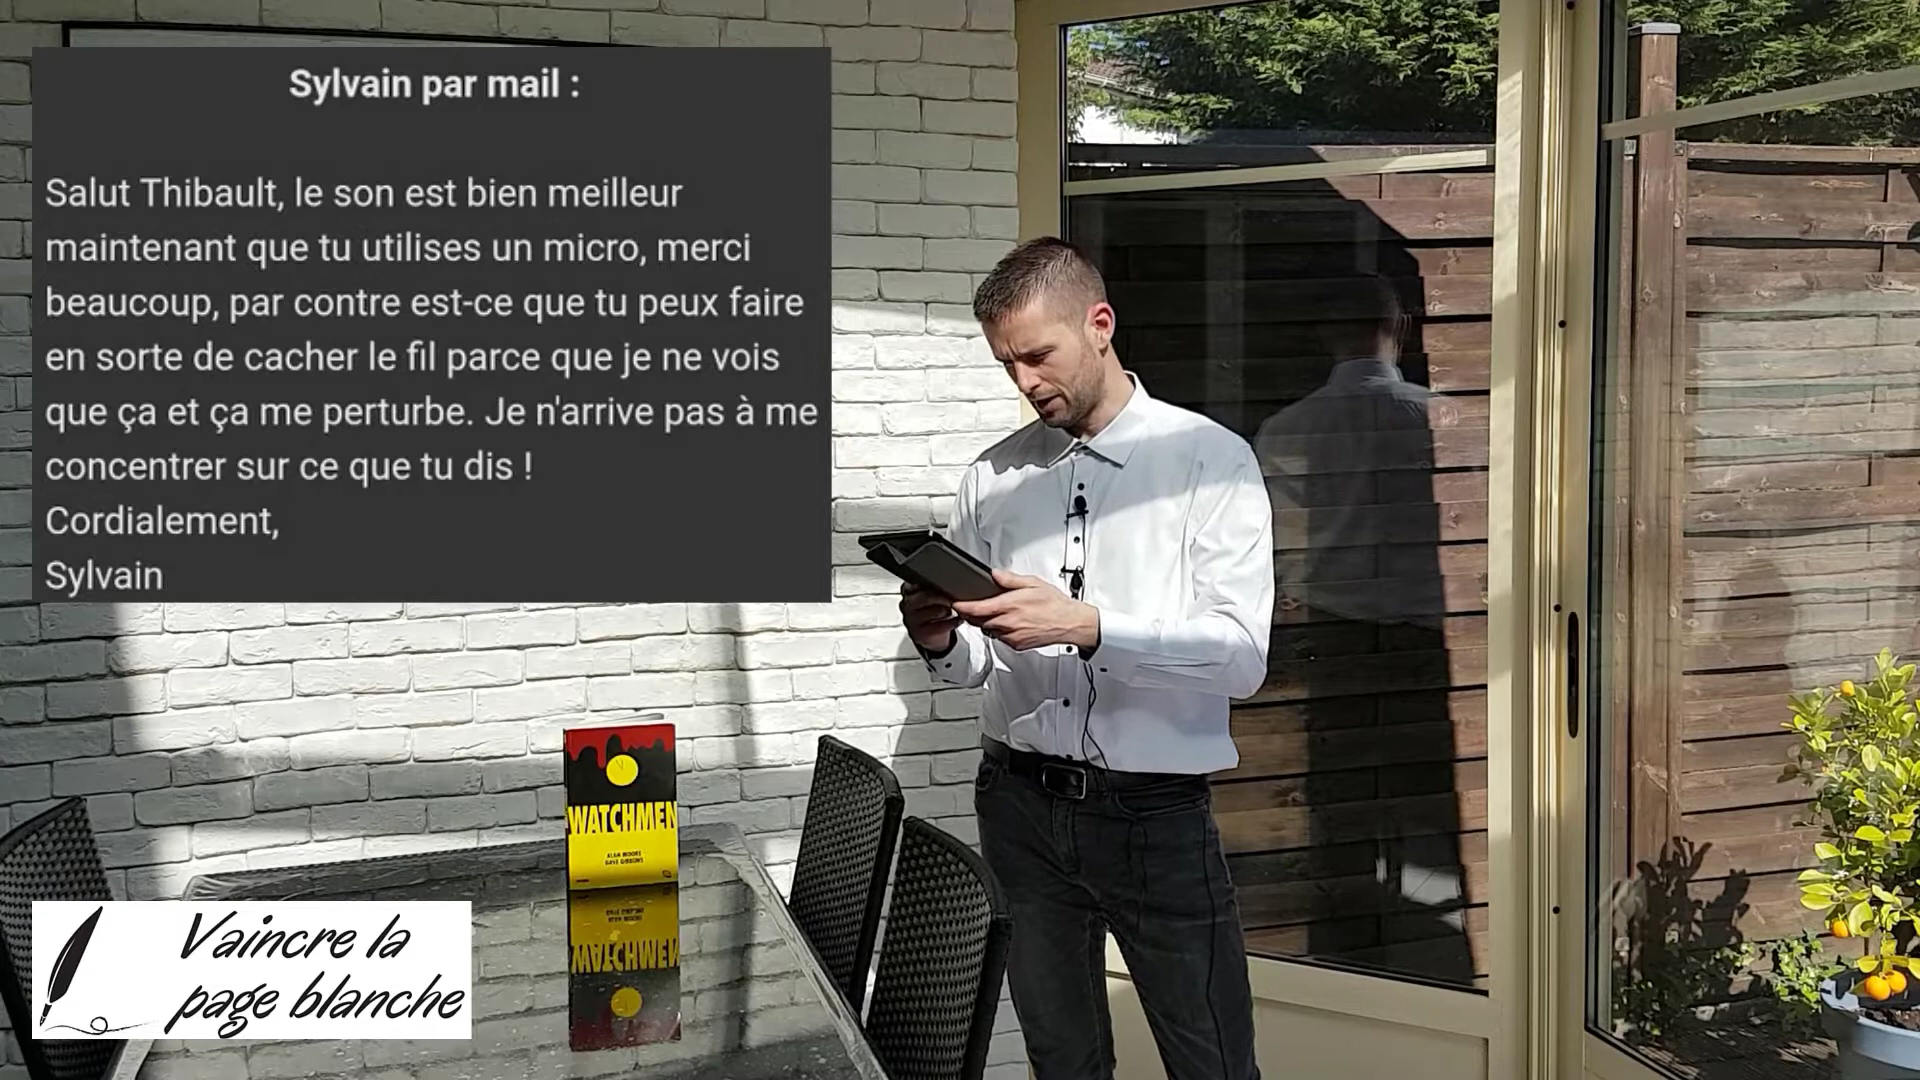 Sylvain par mail :
Salut Thibault, le son est bien meilleur
maintenant que tu utilises un micro, merci
beaucoup, par contre est-ce que tu peux faire
en sorte de cacher le fil parce que je ne vois
que ça et ça me perturbe. Je n'arrive pas à me
concentrer sur ce que tu dis !
Cordialement,
Sylvain
WATCHMEN
ALAN MOORE
DAVE GIBBONS
Vaincre la
page blanche